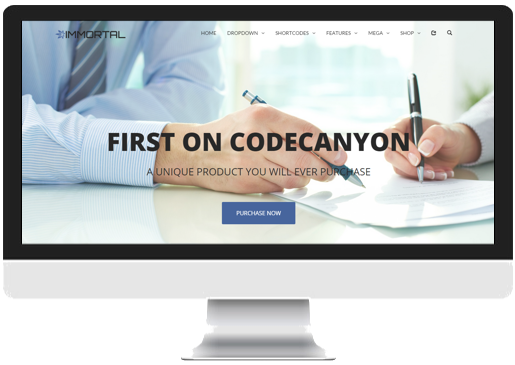 IMMORTAL
HOME DROPDOWN SHORTCODES FEATURES MEGA SHOP
FIRST ON CODECANYON
A UNIQUE PRODUCT YOU WILL EVER PURCHASE
PURCHASE NOW